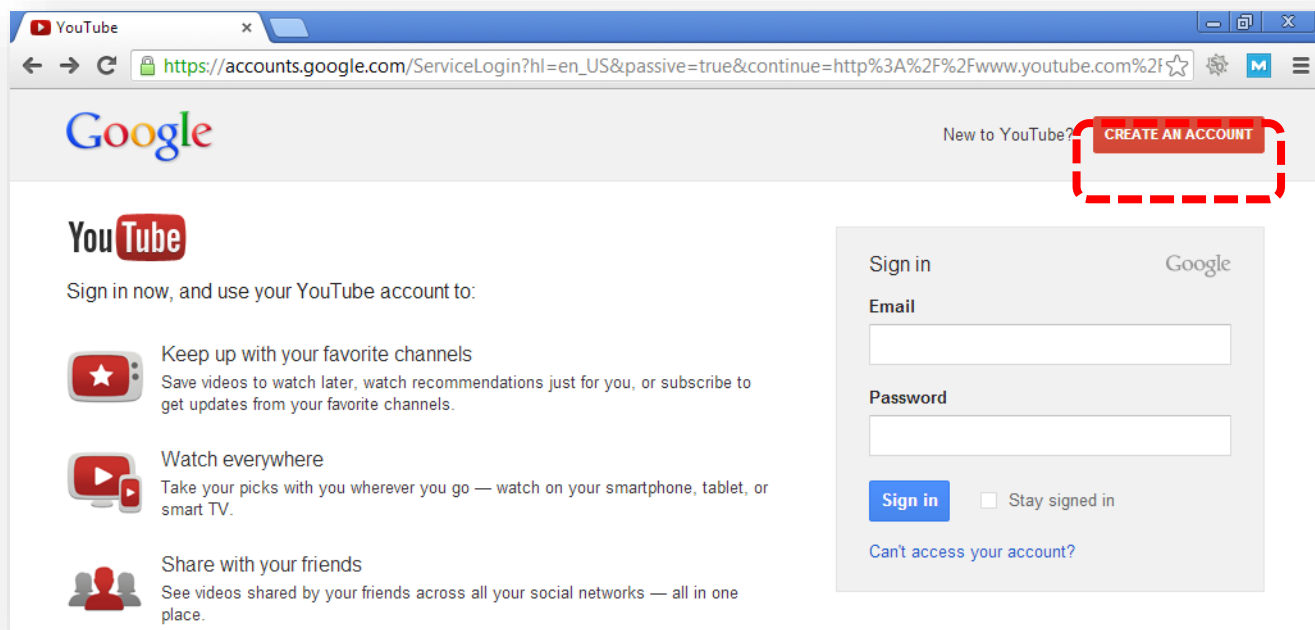 YouTube
https://accounts.google.com/ServiceLogin?hl=en_US&passive=true&continue=http%3A%2F%2Fwww.youtube.com%2F
Google
New to YouTube? CREATE AN ACCOUNT
YouTube
Sign in now, and use your YouTube account to:
Keep up with your favorite channels
Save videos to watch later, watch recommendations just for you, or subscribe to
get updates from your favorite channels.
Watch everywhere
Take your picks with you wherever you go — watch on your smartphone, tablet, or
smart TV.
Share with your friends
See videos shared by your friends across all your social networks — all in one
place.
Sign in Google
Email
Password
Sign in Stay signed in
Can't access your account?